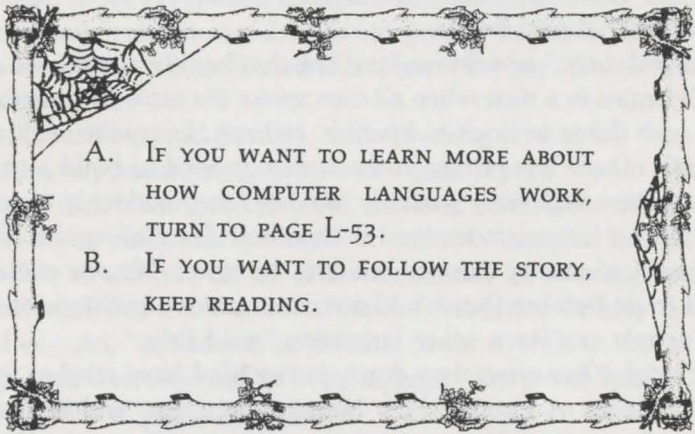 A. IF YOU WANT TO LEARN MORE ABOUT
HOW COMPUTER LANGUAGES WORK,
TURN TO PAGE L-53.
B. IF YOU WANT TO FOLLOW THE STORY,
KEEP READING.